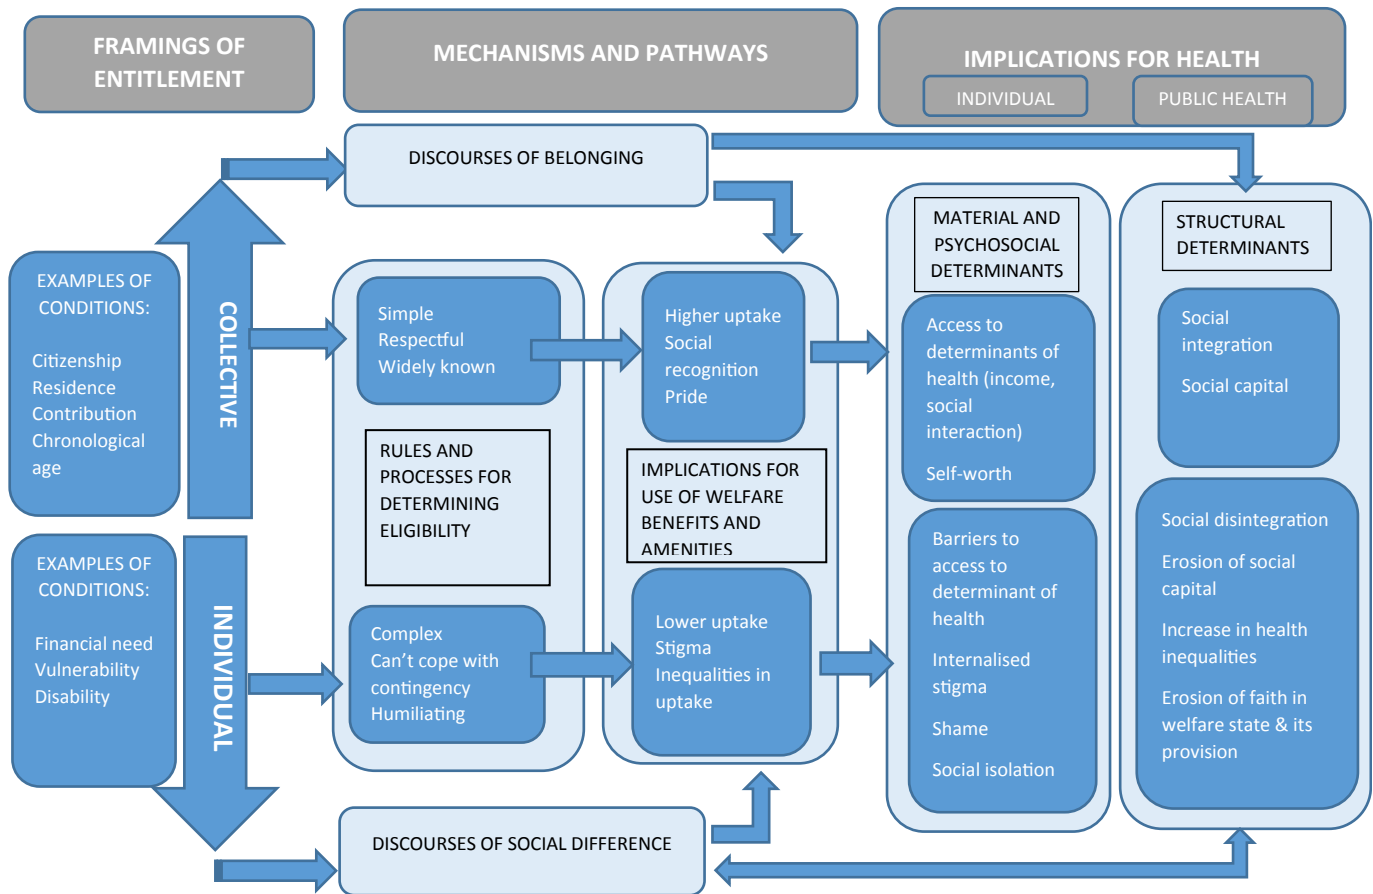 FRAMINGS OF
ENTITLEMENT
MECHANISMS AND PATHWAYS
IMPLICATIONS FOR HEALTH
INDIVIDUAL
PUBLIC HEALTH
DISCOURSES OF BELONGING
EXAMPLES OF
CONDITIONS:
Citizenship
Residence
Contribution
Chronological
age
COLLECTIVE
EXAMPLES OF
CONDITIONS:
Financial need
Vulnerability
Disability
INDIVIDUAL
Simple
Respectful
Widely known
RULES AND
PROCESSES FOR
DETERMINING
ELIGIBILITY
Complex
Can’t cope with
contingency
Humiliating
Higher uptake
Social
recognition
Pride
IMPLICATIONS FOR
USE OF WELFARE
BENEFITS AND
AMENITIES
Lower uptake
Stigma
Inequalities in
uptake
MATERIAL AND
PSYCHOSOCIAL
DETERMINANTS
Access to
determinants of
health (income,
social
interaction)
Self-worth
Barriers to
access to
determinant of
health
Internalised
stigma
Shame
Social isolation
STRUCTURAL
DETERMINANTS
Social
integration
Social capital
Social disintegration
Erosion of social
capital
Increase in health
inequalities
Erosion of faith in
welfare state & its
provision
DISCOURSES OF SOCIAL DIFFERENCE